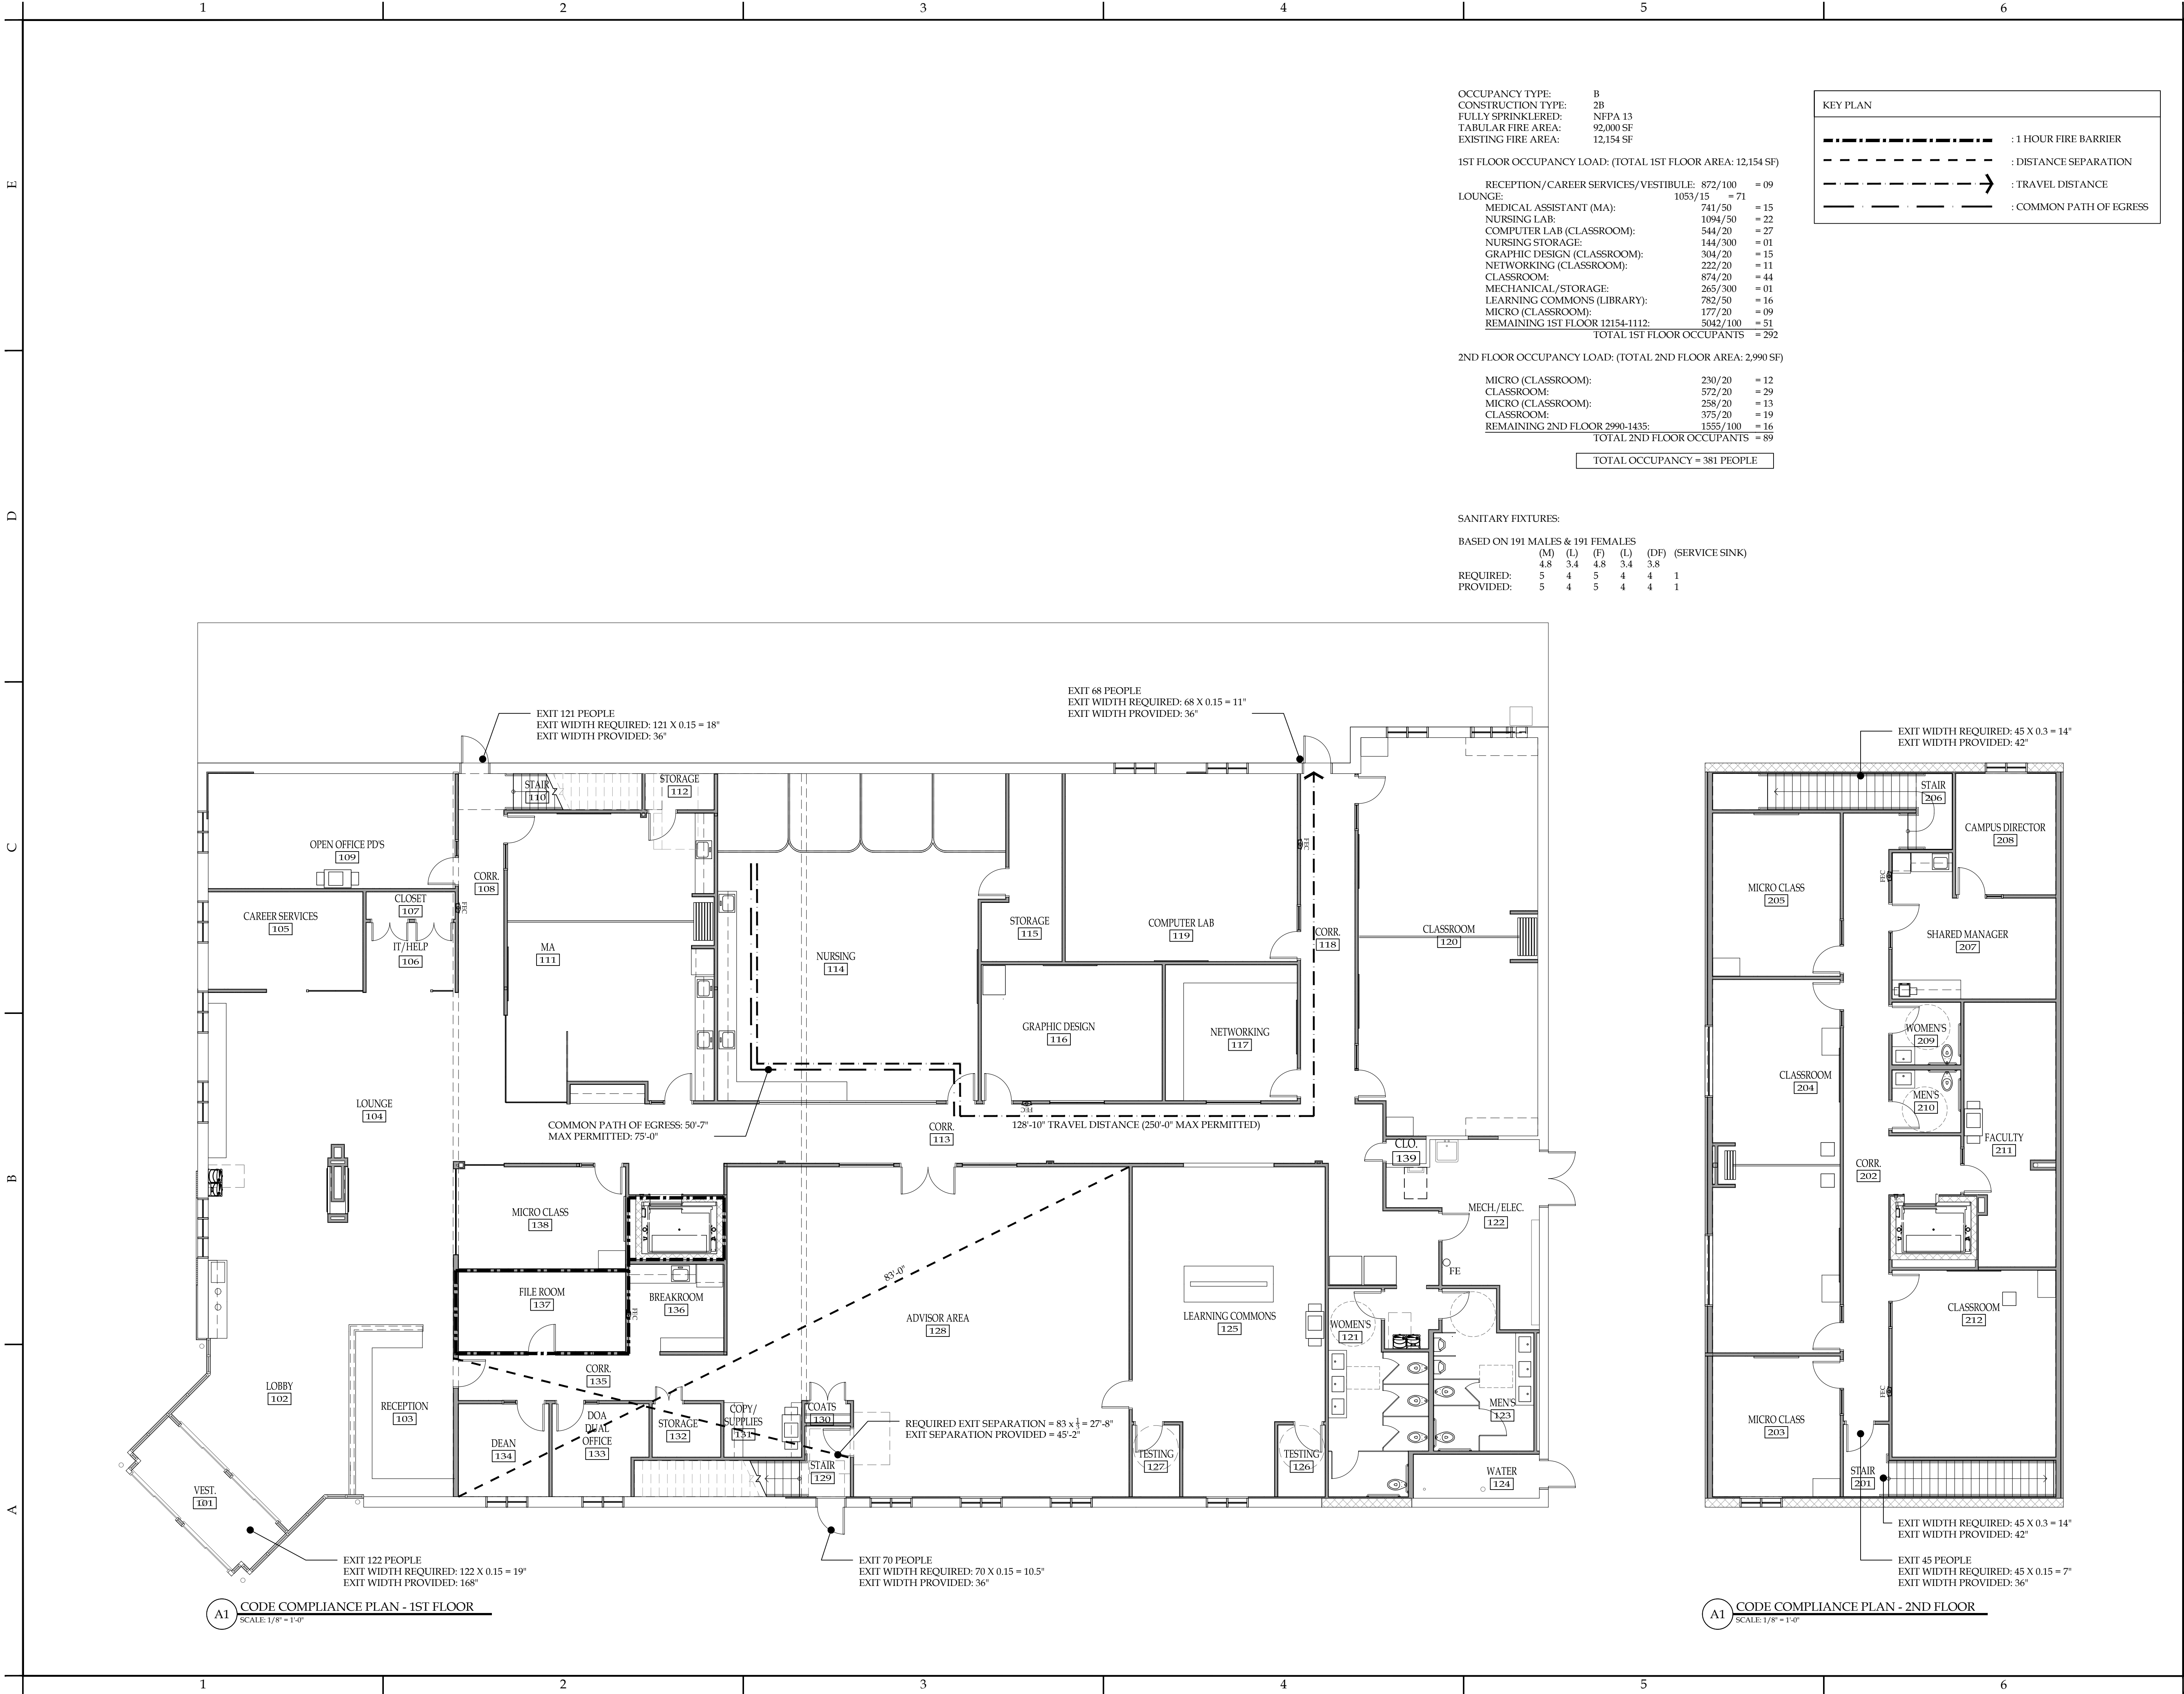 1 2 3 4 5 6
E
D
C
B
A
OCCUPANCY TYPE: B
CONSTRUCTION TYPE: 2B
FULLY SPRINKLERED: NFPA 13
TABULAR FIRE AREA: 92,000 SF
EXISTING FIRE AREA: 12,154 SF
1ST FLOOR OCCUPANCY LOAD: (TOTAL 1ST FLOOR AREA: 12,154 SF)
RECEPTION/CAREER SERVICES/VESTIBULE: 872/100 = 09
LOUNGE: 1053/15 = 71
MEDICAL ASSISTANT (MA): 741/50 = 15
NURSING LAB: 1094/50 = 22
COMPUTER LAB (CLASSROOM): 544/20 = 27
NURSING STORAGE: 144/300 = 01
GRAPHIC DESIGN (CLASSROOM): 304/20 = 15
NETWORKING (CLASSROOM): 222/20 = 11
CLASSROOM: 874/20 = 44
MECHANICAL/STORAGE: 265/300 = 01
LEARNING COMMONS (LIBRARY): 782/50 = 16
MICRO (CLASSROOM): 177/20 = 09
REMAINING 1ST FLOOR 12154-1112: 5042/100 = 51
TOTAL 1ST FLOOR OCCUPANTS = 292
2ND FLOOR OCCUPANCY LOAD: (TOTAL 2ND FLOOR AREA: 2,990 SF)
MICRO (CLASSROOM): 230/20 = 12
CLASSROOM: 572/20 = 29
MICRO (CLASSROOM): 258/20 = 13
CLASSROOM: 375/20 = 19
REMAINING 2ND FLOOR 2990-1435: 1555/100 = 16
TOTAL 2ND FLOOR OCCUPANTS = 89
TOTAL OCCUPANCY = 381 PEOPLE
KEY PLAN
: 1 HOUR FIRE BARRIER
: DISTANCE SEPARATION
: TRAVEL DISTANCE
: COMMON PATH OF EGRESS
SANITARY FIXTURES:
BASED ON 191 MALES & 191 FEMALES
(M) (L) (F) (L) (DF) (SERVICE SINK)
4.8 3.4 4.8 3.4 3.8
REQUIRED: 5 4 5 4 4 1
PROVIDED: 5 4 5 4 4 1
EXIT 121 PEOPLE
EXIT WIDTH REQUIRED: 121 X 0.15 = 18"
EXIT WIDTH PROVIDED: 36"
EXIT 68 PEOPLE
EXIT WIDTH REQUIRED: 68 X 0.15 = 11"
EXIT WIDTH PROVIDED: 36"
STAIR
110
Z
STORAGE
112
OPEN OFFICE PD'S
109
CORR.
108
CLOSET
107
FEC
CAREER SERVICES
105
IT/HELP
106
MA
111
NURSING
114
STORAGE
115
COMPUTER LAB
119
FEC
CORR.
118
CLASSROOM
120
GRAPHIC DESIGN
116
NETWORKING
117
LOUNGE
104
COMMON PATH OF EGRESS: 50'-7"
MAX PERMITTED: 75'-0"
FEC
CORR.
113
128'-10" TRAVEL DISTANCE (250'-0" MAX PERMITTED)
CLO.
139
MICRO CLASS
138
MECH./ELEC.
122
FE
83'-0"
FILE ROOM
137
FEC
BREAKROOM
136
ADVISOR AREA
128
LEARNING COMMONS
125
WOMEN'S
121
CORR.
135
LOBBY
102
RECEPTION
103
DEAN
134
DOA
DUAL
OFFICE
133
STORAGE
132
COPY/
SUPPLIES
131
COATS
130
REQUIRED EXIT SEPARATION = 83 x 1/3 = 27'-8"
EXIT SEPARATION PROVIDED = 45'-2"
MEN'S
123
STAIR
129
Z
TESTING
127
TESTING
126
WATER
124
VEST.
101
EXIT 122 PEOPLE
EXIT WIDTH REQUIRED: 122 X 0.15 = 19"
EXIT WIDTH PROVIDED: 168"
EXIT 70 PEOPLE
EXIT WIDTH REQUIRED: 70 X 0.15 = 10.5"
EXIT WIDTH PROVIDED: 36"
A1
CODE COMPLIANCE PLAN - 1ST FLOOR
SCALE: 1/8" = 1'-0"
EXIT WIDTH REQUIRED: 45 X 0.3 = 14"
EXIT WIDTH PROVIDED: 42"
STAIR
206
CAMPUS DIRECTOR
208
MICRO CLASS
205
FEC
SHARED MANAGER
207
WOMEN'S
209
CLASSROOM
204
MEN'S
210
FACULTY
211
CORR.
202
CLASSROOM
212
FEC
MICRO CLASS
203
STAIR
201
EXIT WIDTH REQUIRED: 45 X 0.3 = 14"
EXIT WIDTH PROVIDED: 42"
EXIT 45 PEOPLE
EXIT WIDTH REQUIRED: 45 X 0.15 = 7"
EXIT WIDTH PROVIDED: 36"
A1
CODE COMPLIANCE PLAN - 2ND FLOOR
SCALE: 1/8" = 1'-0"
1 2 3 4 5 6